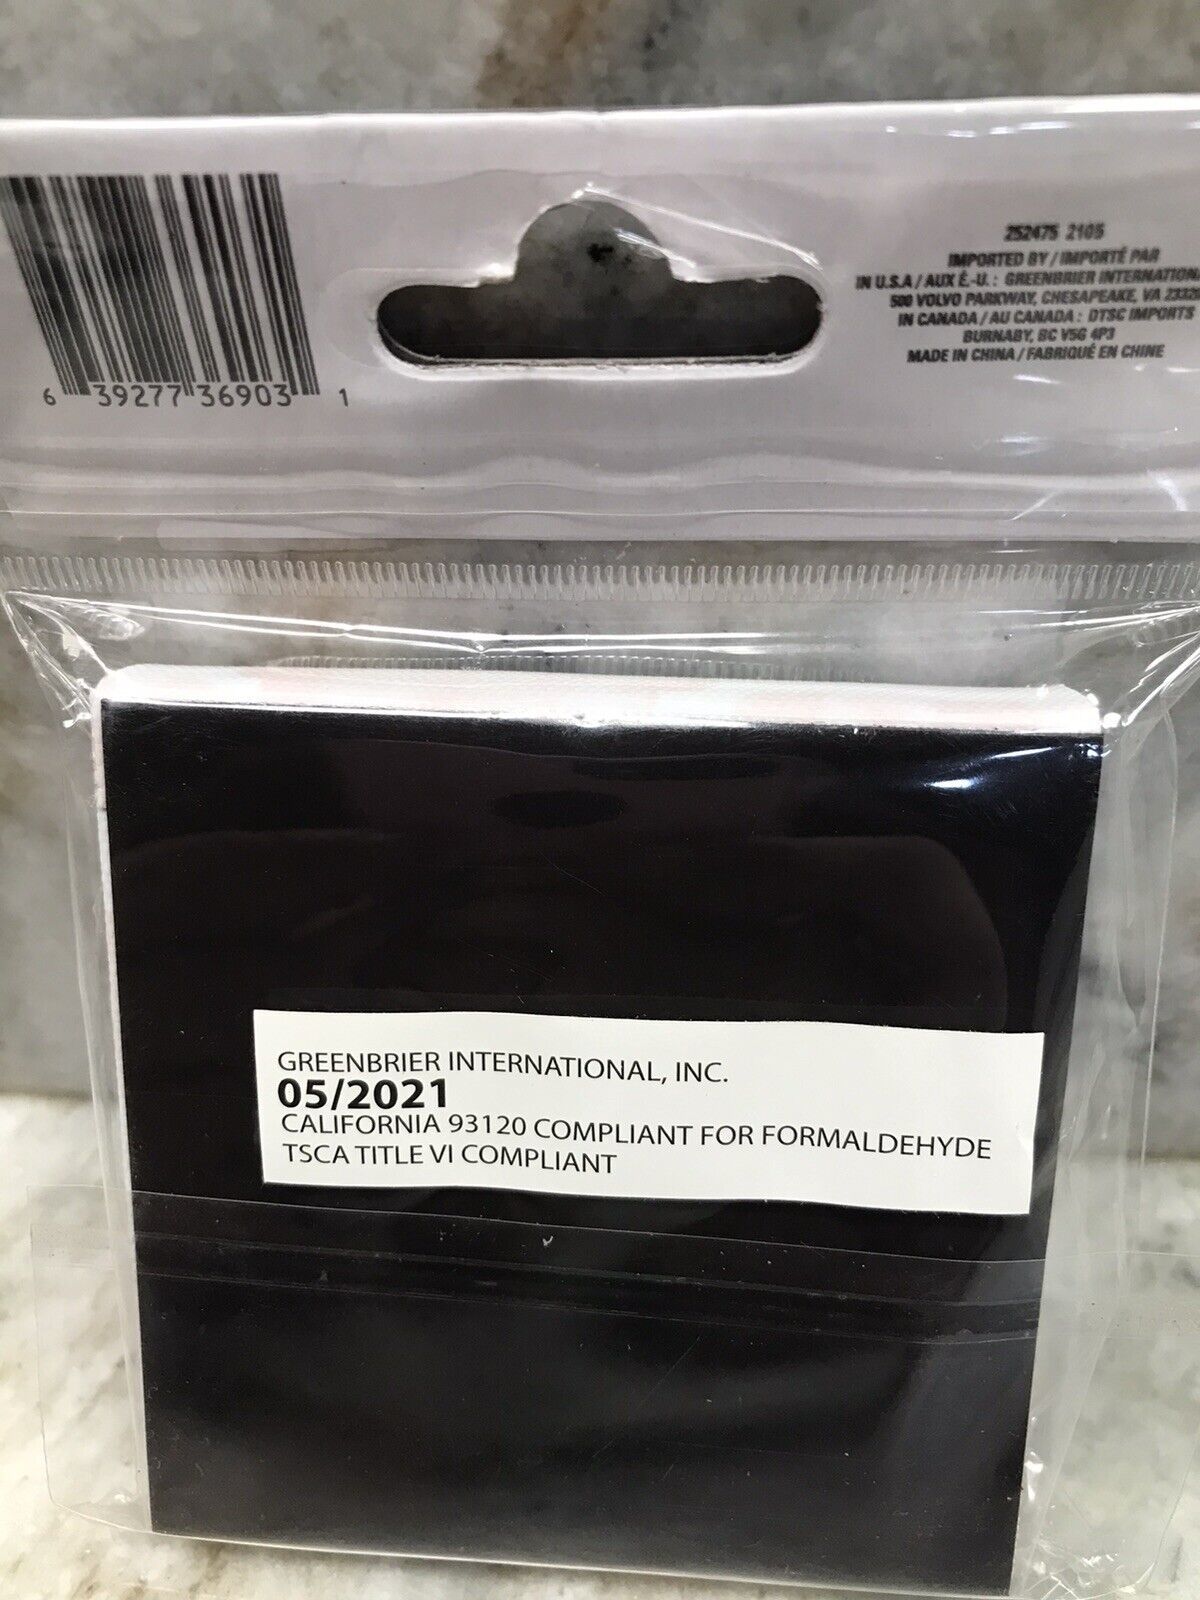 6 39277 36903 1
252475 2105
IMPORTED BY / IMPORTÉ PAR
IN U.S.A / AUX É.-U. : GREENBRIER INTERNATION
500 VOLVO PARKWAY, CHESAPEAKE, VA 2332
IN CANADA / AU CANADA : DTSC IMPORTS
BURNABY, BC V5G 4P3
MADE IN CHINA / FABRIQUÉ EN CHINE
GREENBRIER INTERNATIONAL, INC.
05/2021
CALIFORNIA 93120 COMPLIANT FOR FORMALDEHYDE
TSCA TITLE VI COMPLIANT